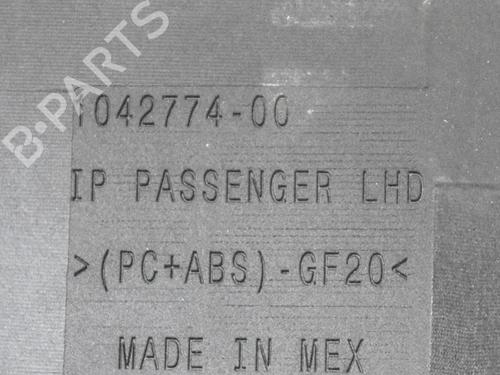 B-PARTS
1042774-00
IP PASSENGER LHD
>(PC+ABS)-GF20<
MADE IN MEX